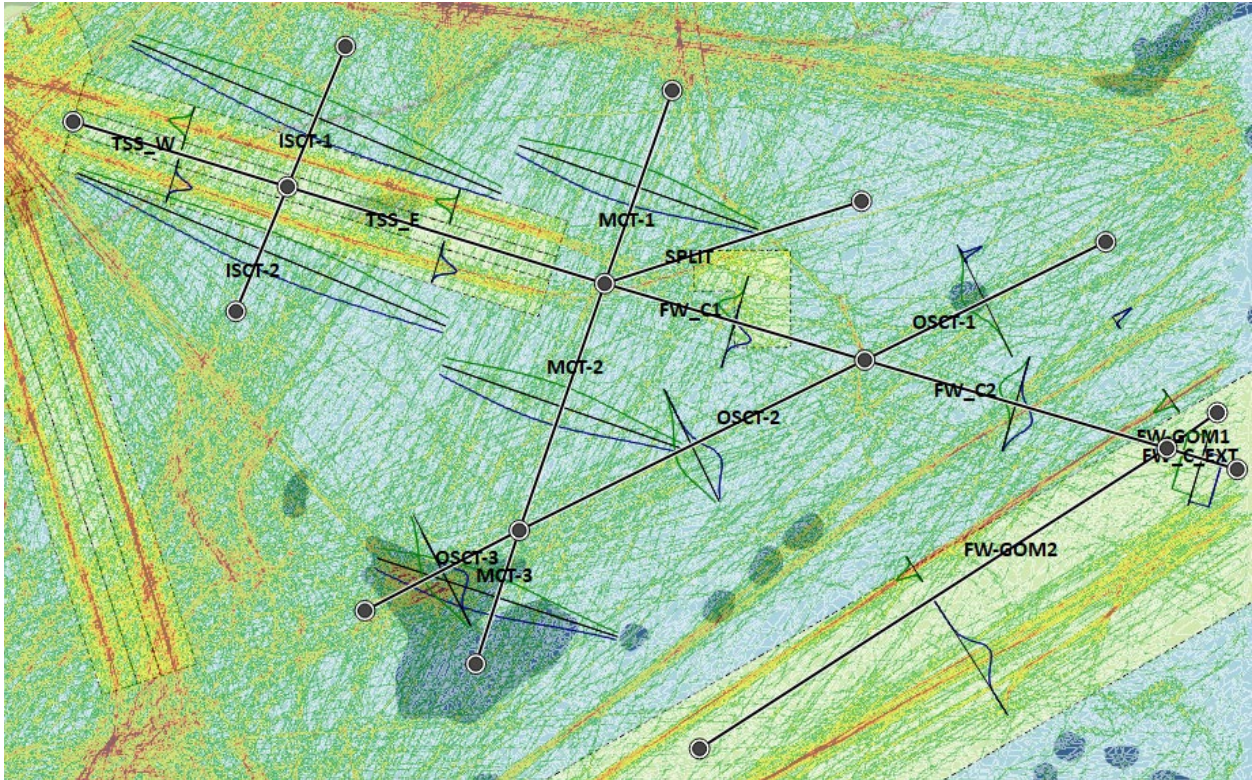 TSS_W
ISCT-1
TSS_E
MCT-1
ISCT-2
SPLIT
FW_C1
OSCT-1
MCT-2
FW_C2
OSCT-2
FW-GOM1
FW_C_EXT
FW-GOM2
OSCT-3
MCT-3